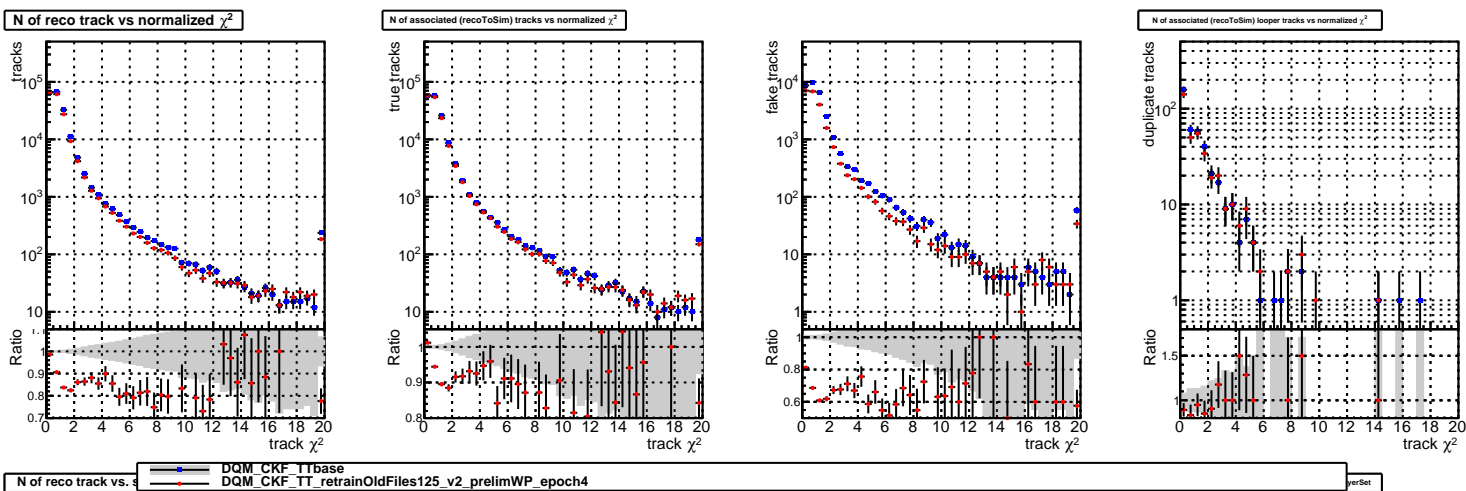 N of reco track vs normalized χ²
N of associated (recoToSim) tracks vs normalized χ²
N of associated (recoToSim) looper tracks vs normalized χ²
tracks
10⁵
10⁴
10³
10²
10
Ratio
1.1
1
0.9
0.8
0.7
0 2 4 6 8 10 12 14 16 18 20
track χ²
true tracks
10⁵
10⁴
10³
10²
10
Ratio
1
0.9
0.8
0 2 4 6 8 10 12 14 16 18 20
track χ²
fake tracks
10⁴
10³
10²
10
1
Ratio
1
0.8
0.6
0 2 4 6 8 10 12 14 16 18 20
track χ²
duplicate tracks
10²
10
1
Ratio
1.5
1
0 2 4 6 8 10 12 14 16 18 20
track χ²
N of reco track vs. s
DQM_CKF_TTbase
DQM_CKF_TT_retrainOldFiles125_v2_prelimWP_epoch4
yerSet